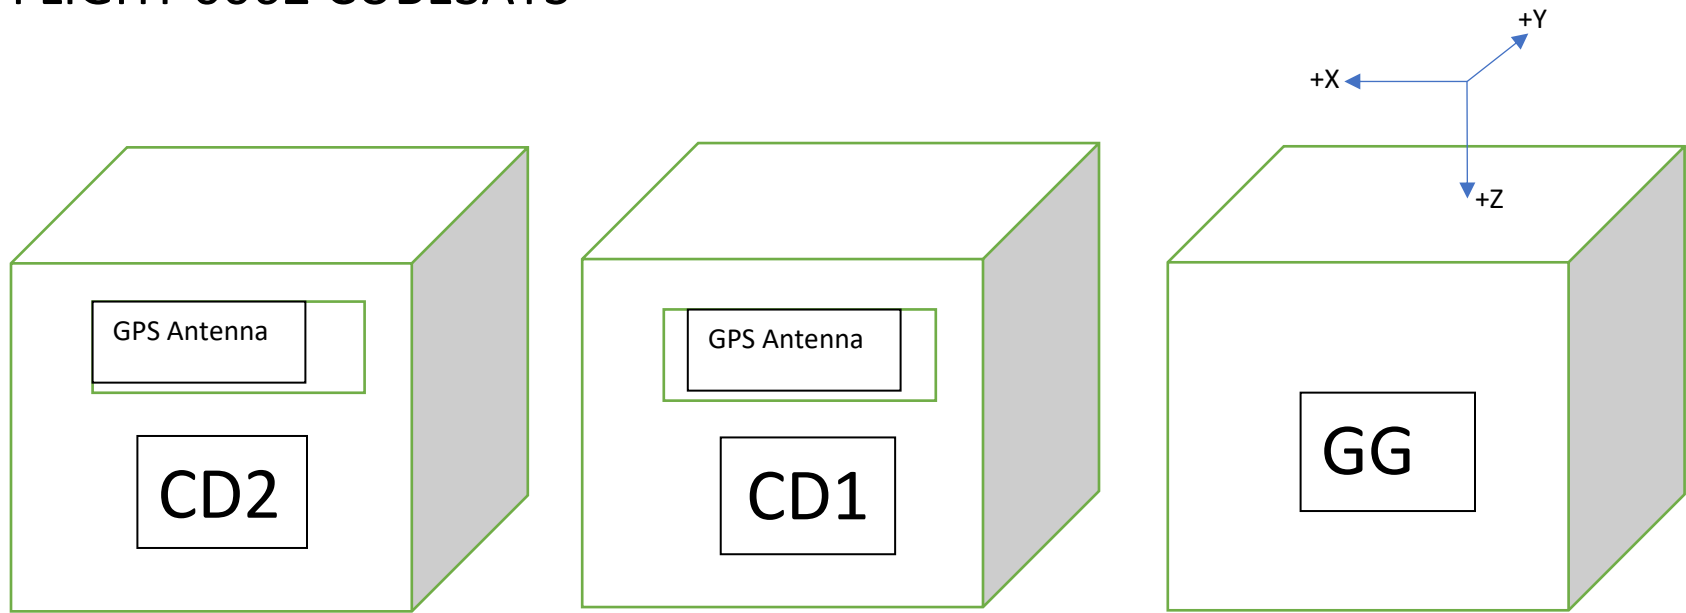 +Y
+X
+Z
GPS Antenna
GPS Antenna
CD2
CD1
GG